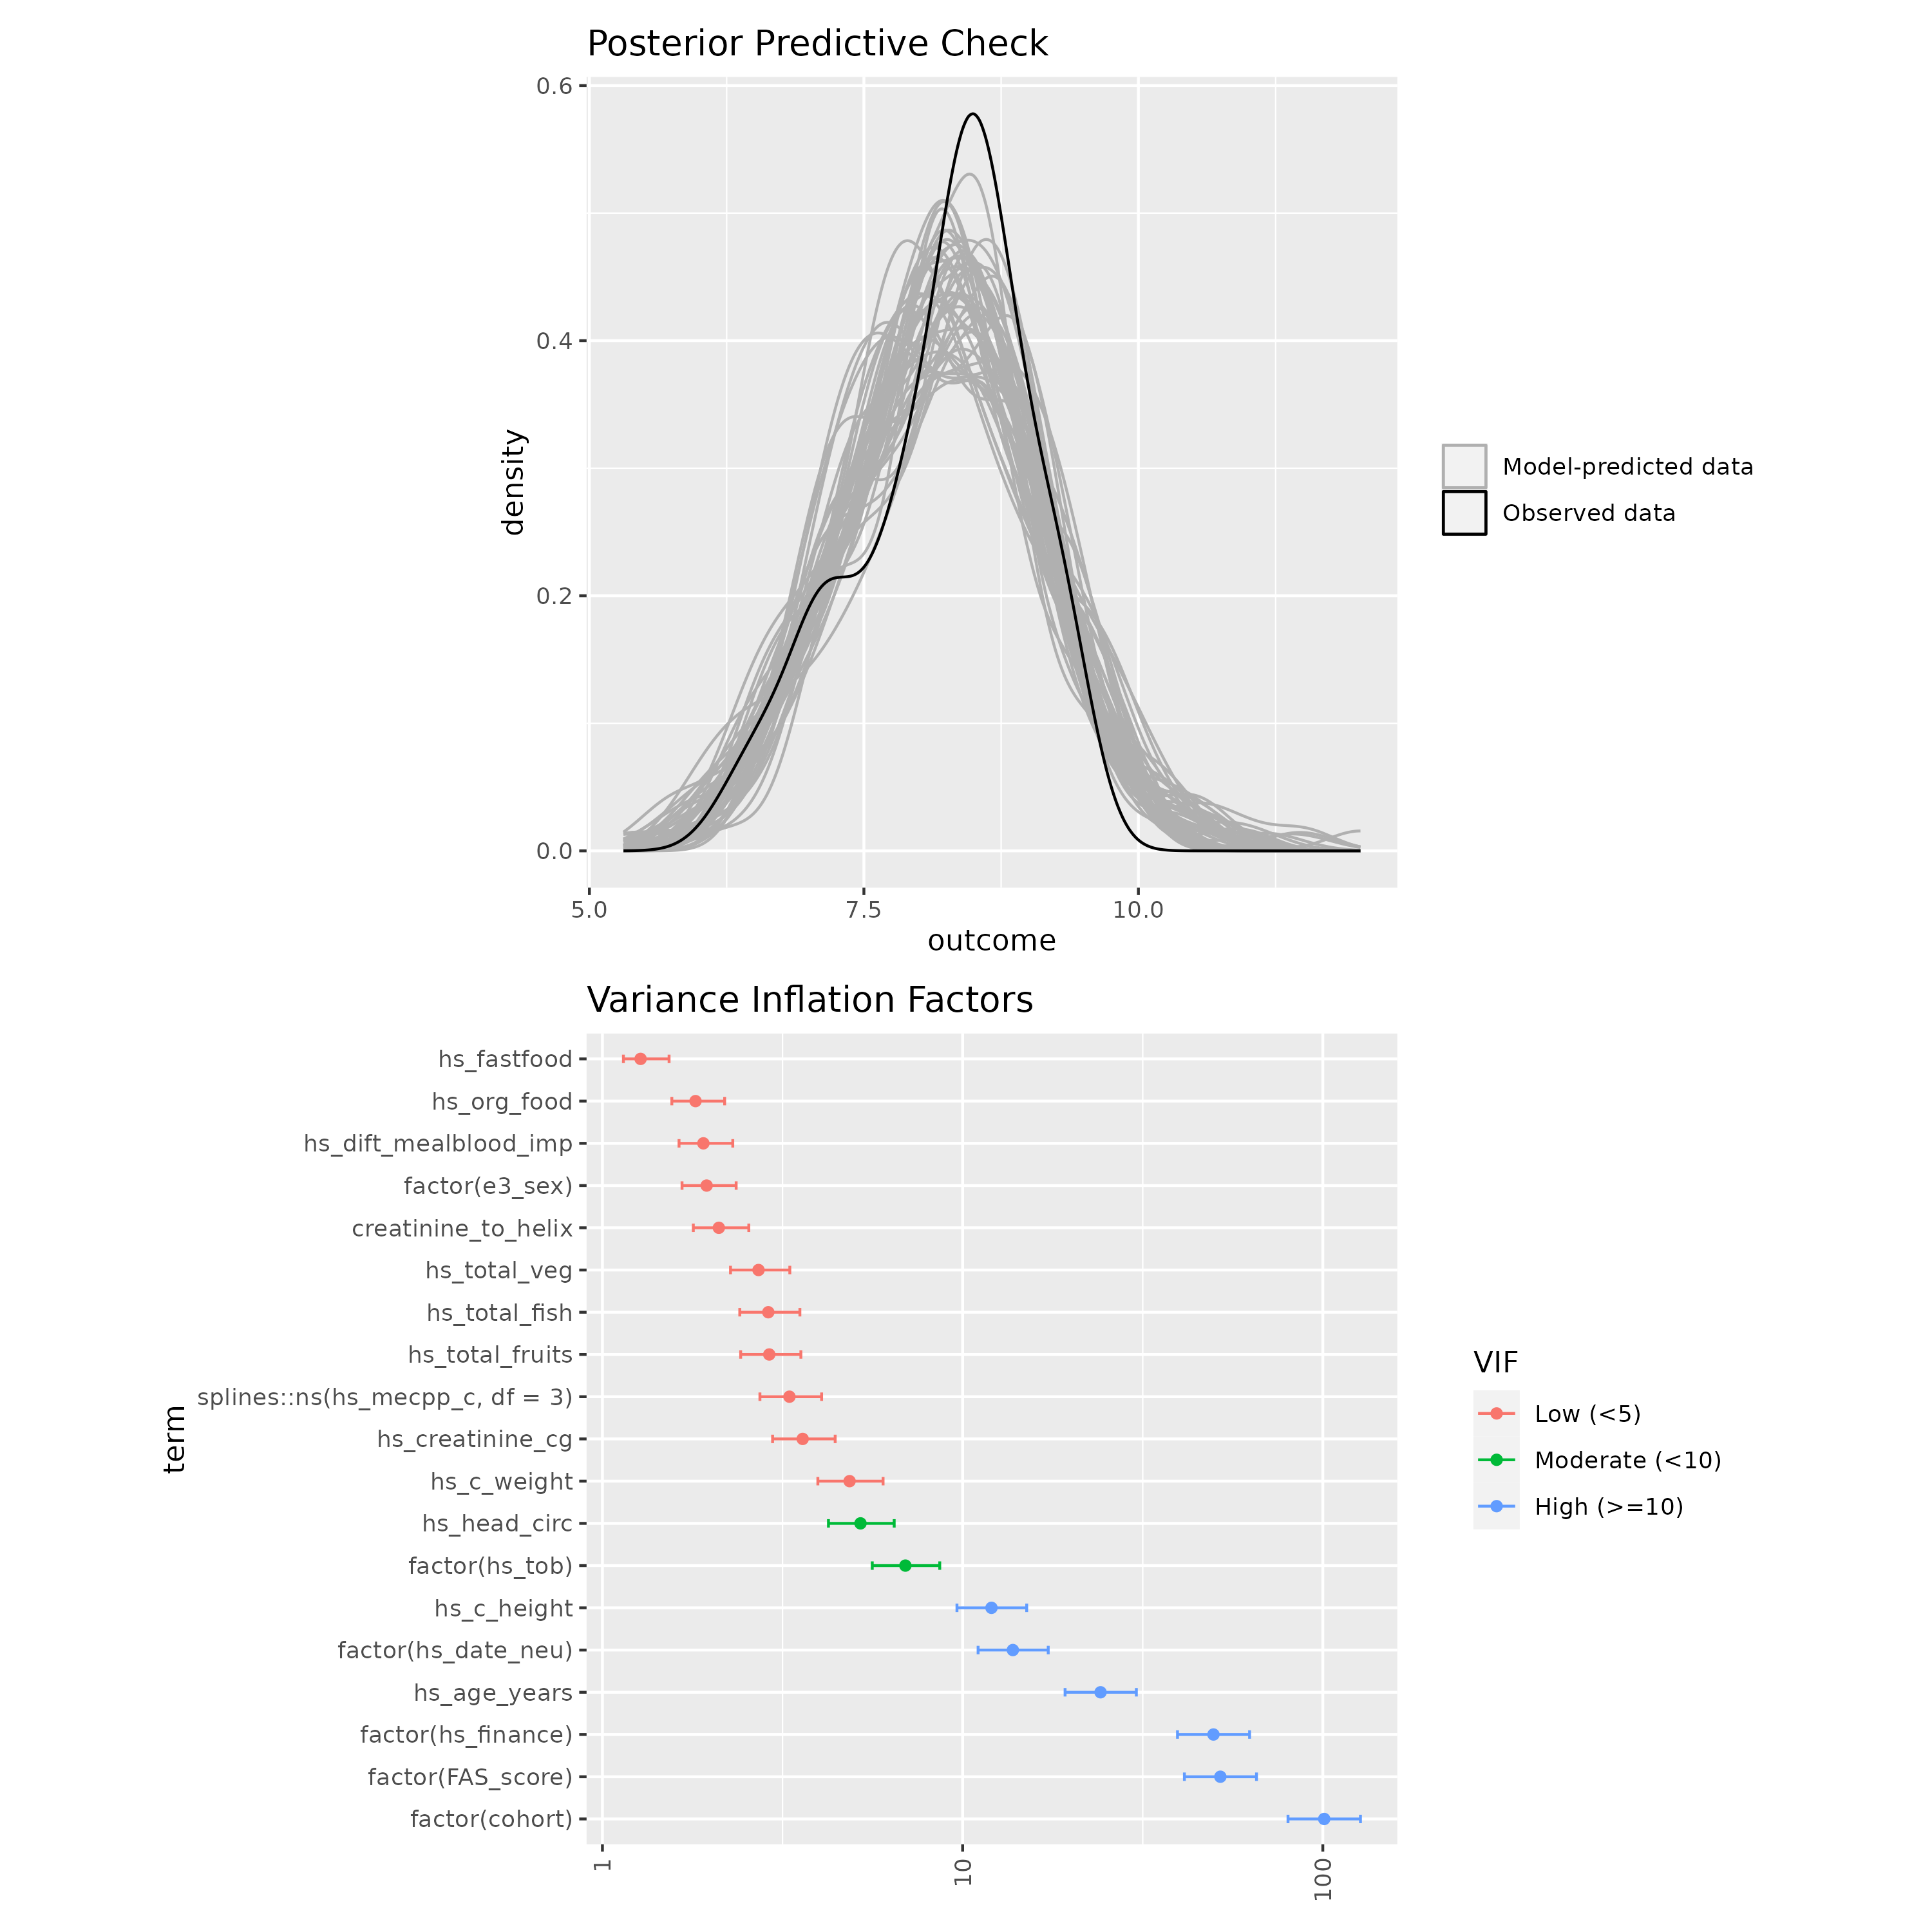 Posterior Predictive Check
0.6
0.4
0.2
0.0
density
5.0 7.5 10.0
outcome
Model-predicted data
Observed data
Variance Inflation Factors
hs_fastfood
hs_org_food
hs_dift_mealblood_imp
factor(e3_sex)
creatinine_to_helix
hs_total_veg
hs_total_fish
hs_total_fruits
splines::ns(hs_mecpp_c, df = 3)
hs_creatinine_cg
hs_c_weight
hs_head_circ
factor(hs_tob)
hs_c_height
factor(hs_date_neu)
hs_age_years
factor(hs_finance)
factor(FAS_score)
factor(cohort)
term
1 10 100
VIF
Low (<5)
Moderate (<10)
High (>=10)